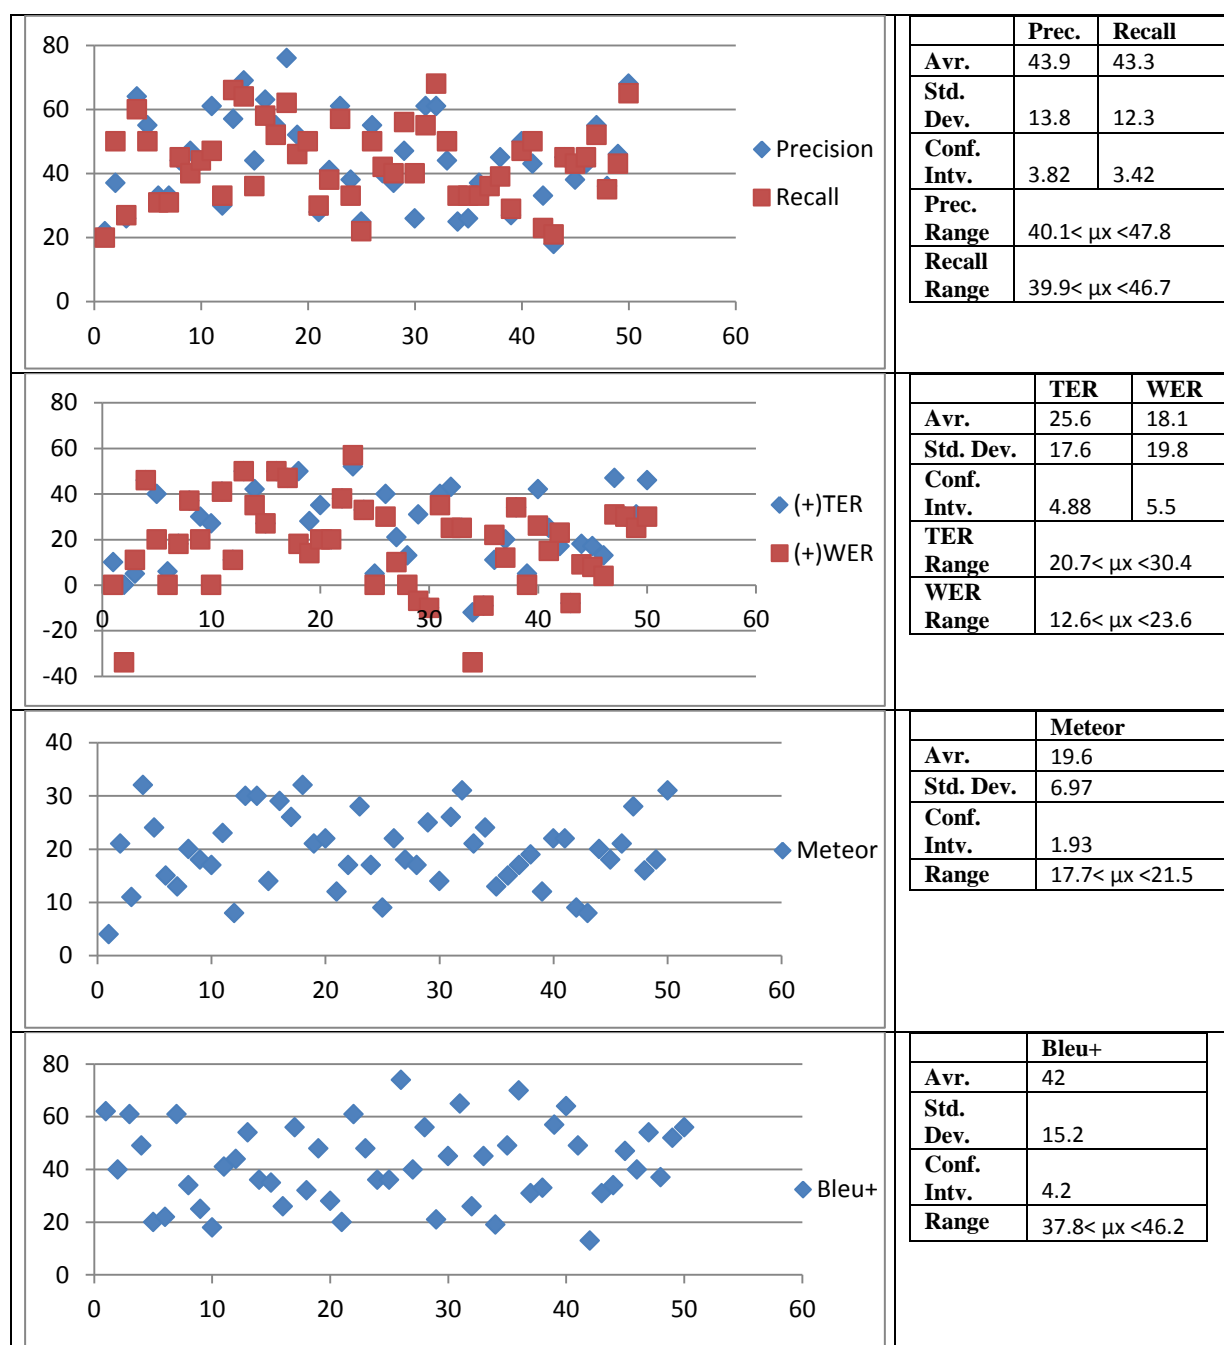 80
60
40
20
0
0 10 20 30 40 50 60
Precision
Recall
Prec. Recall
Avr. 43.9 43.3
Std.
Dev. 13.8 12.3
Conf.
Intv. 3.82 3.42
Prec.
Range 40.1< µx <47.8
Recall
Range 39.9< µx <46.7
80
60
40
20
0
-20
-40
0 10 20 30 40 50 60
(+)TER
(+)WER
TER WER
Avr. 25.6 18.1
Std. Dev. 17.6 19.8
Conf.
Intv. 4.88 5.5
TER
Range 20.7< µx <30.4
WER
Range 12.6< µx <23.6
40
30
20
10
0
0 10 20 30 40 50 60
Meteor
Meteor
Avr. 19.6
Std. Dev. 6.97
Conf.
Intv. 1.93
Range 17.7< µx <21.5
80
60
40
20
0
0 10 20 30 40 50 60
Bleu+
Bleu+
Avr. 42
Std.
Dev. 15.2
Conf.
Intv. 4.2
Range 37.8< µx <46.2